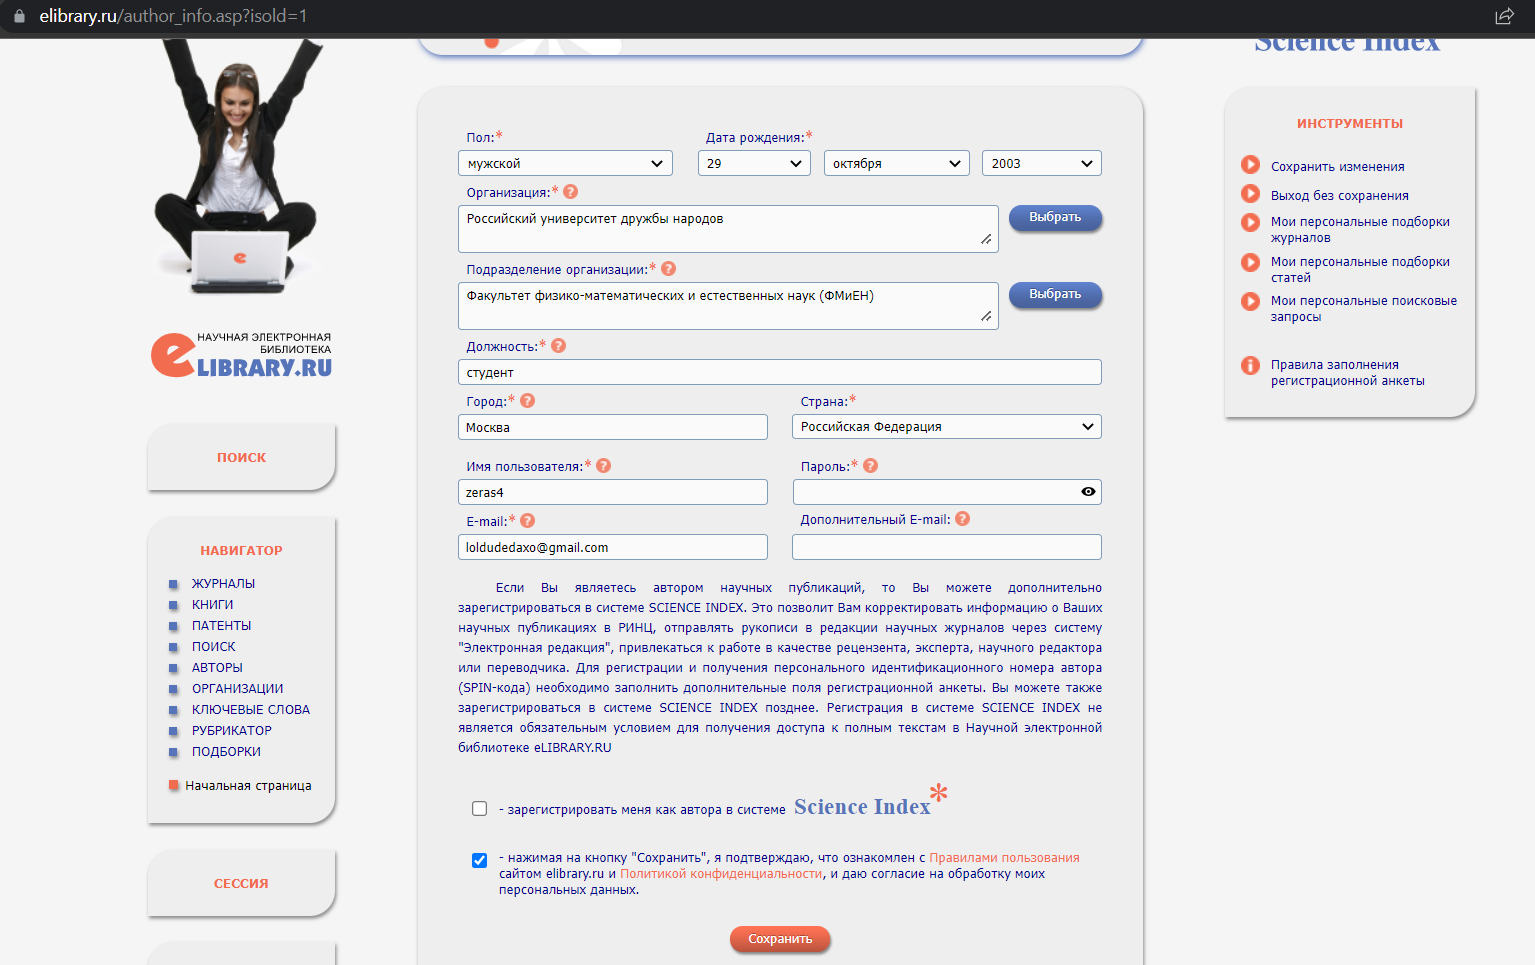 elibrary.ru/author_info.asp?isold=1
НАУЧНАЯ ЭЛЕКТРОННАЯ
БИБЛИОТЕКА
eLIBRARY.RU
ПОИСК
НАВИГАТОР
ЖУРНАЛЫ
КНИГИ
ПАТЕНТЫ
ПОИСК
АВТОРЫ
ОРГАНИЗАЦИИ
КЛЮЧЕВЫЕ СЛОВА
РУБРИКАТОР
ПОДБОРКИ
Начальная страница
СЕССИЯ
Пол:* Дата рождения:*
мужской 29 октября 2003
Организация:* ?
Российский университет дружбы народов Выбрать
Подразделение организации:* ?
Факультет физико-математических и естественных наук (ФМиЕН) Выбрать
Должность:* ?
студент
Город:* ? Страна:*
Москва Российская Федерация
Имя пользователя:* ? Пароль:* ?
zeras4
E-mail:* ? Дополнительный E-mail: ?
loldudedaxo@gmail.com
Если Вы являетесь автором научных публикаций, то Вы можете дополнительно
зарегистрироваться в системе SCIENCE INDEX. Это позволит Вам корректировать информацию о Ваших
научных публикациях в РИНЦ, отправлять рукописи в редакции научных журналов через систему
"Электронная редакция", привлекаться к работе в качестве рецензента, эксперта, научного редактора
или переводчика. Для регистрации и получения персонального идентификационного номера автора
(SPIN-кода) необходимо заполнить дополнительные поля регистрационной анкеты. Вы можете также
зарегистрироваться в системе SCIENCE INDEX позднее. Регистрация в системе SCIENCE INDEX не
является обязательным условием для получения доступа к полным текстам в Научной электронной
библиотеке eLIBRARY.RU
- зарегистрировать меня как автора в системе Science Index*
- нажимая на кнопку "Сохранить", я подтверждаю, что ознакомлен с Правилами пользования
сайтом elibrary.ru и Политикой конфиденциальности, и даю согласие на обработку моих
персональных данных.
Сохранить
Science Index
ИНСТРУМЕНТЫ
Сохранить изменения
Выход без сохранения
Мои персональные подборки
журналов
Мои персональные подборки
статей
Мои персональные поисковые
запросы
Правила заполнения
регистрационной анкеты